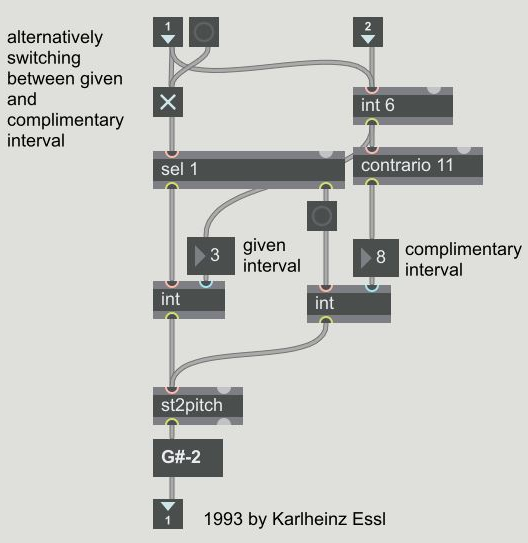 1
2
alternatively
switching
between given
and
complimentary
interval
int 6
sel 1
contrario 11
3
given
interval
8
complimentary
interval
int
int
st2pitch
G#-2
1
1993 by Karlheinz Essl